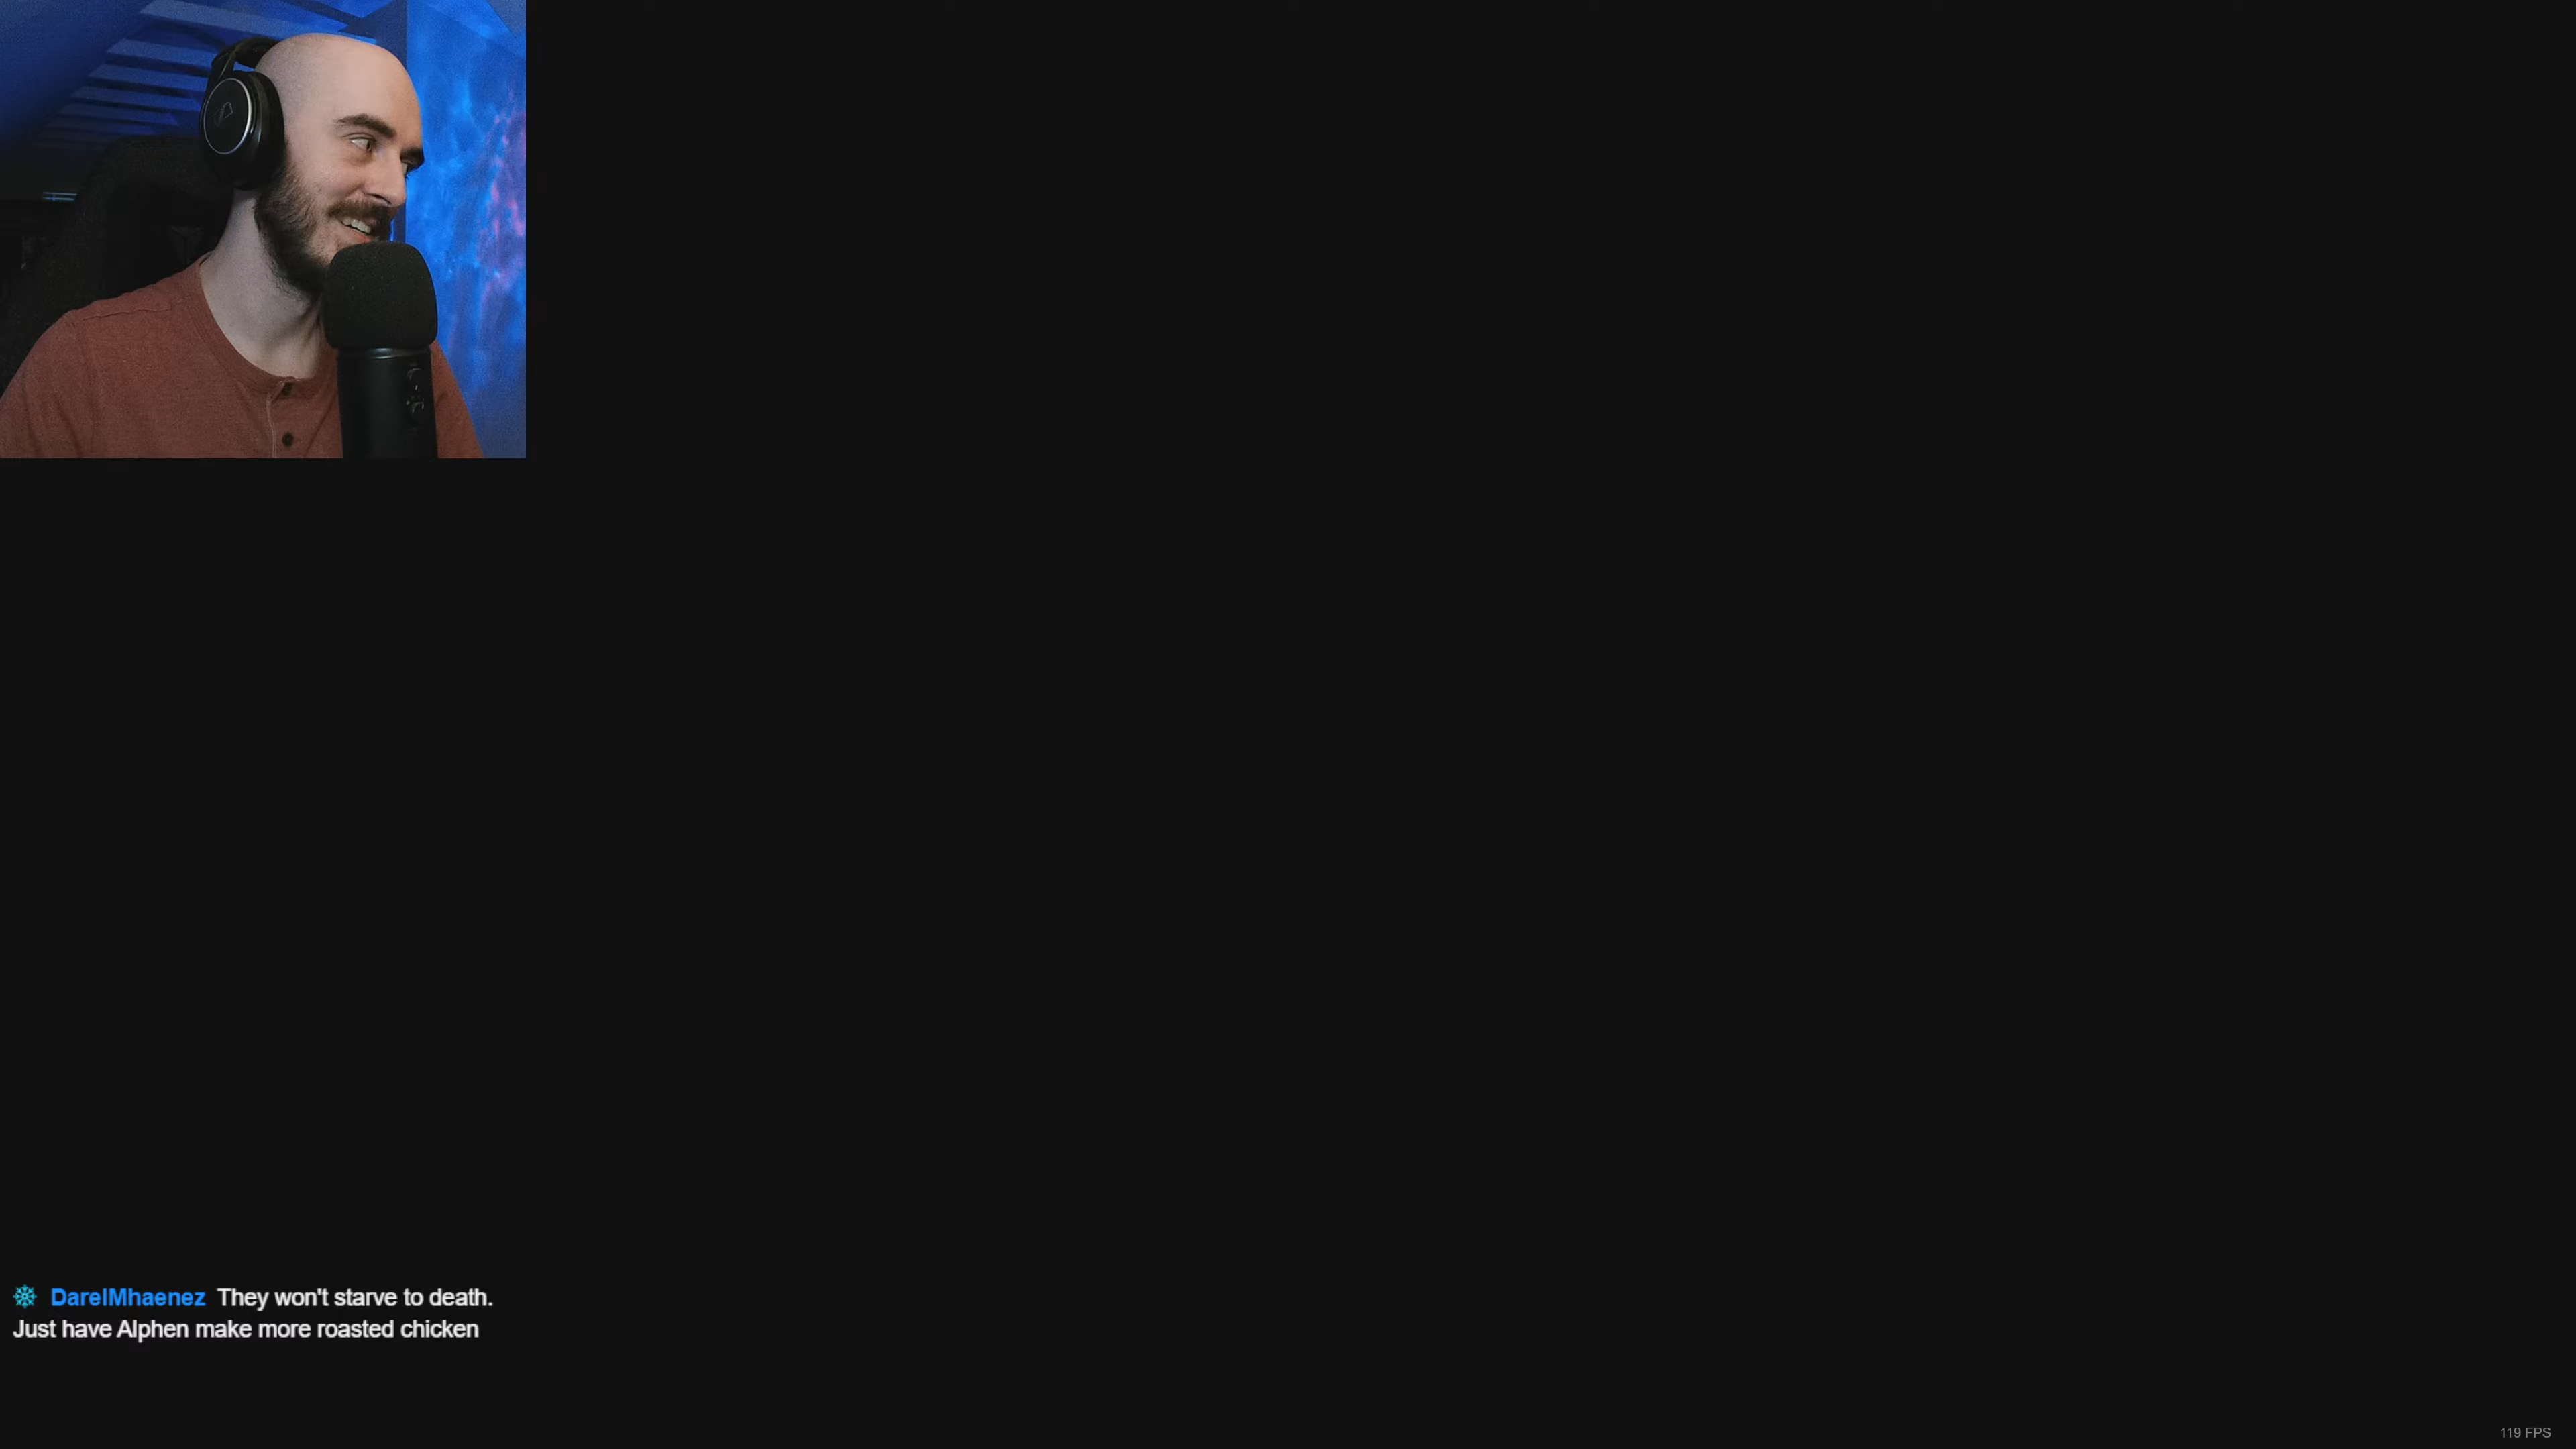 DarelMhaenez They won't starve to death.
Just have Alphen make more roasted chicken
119 FPS